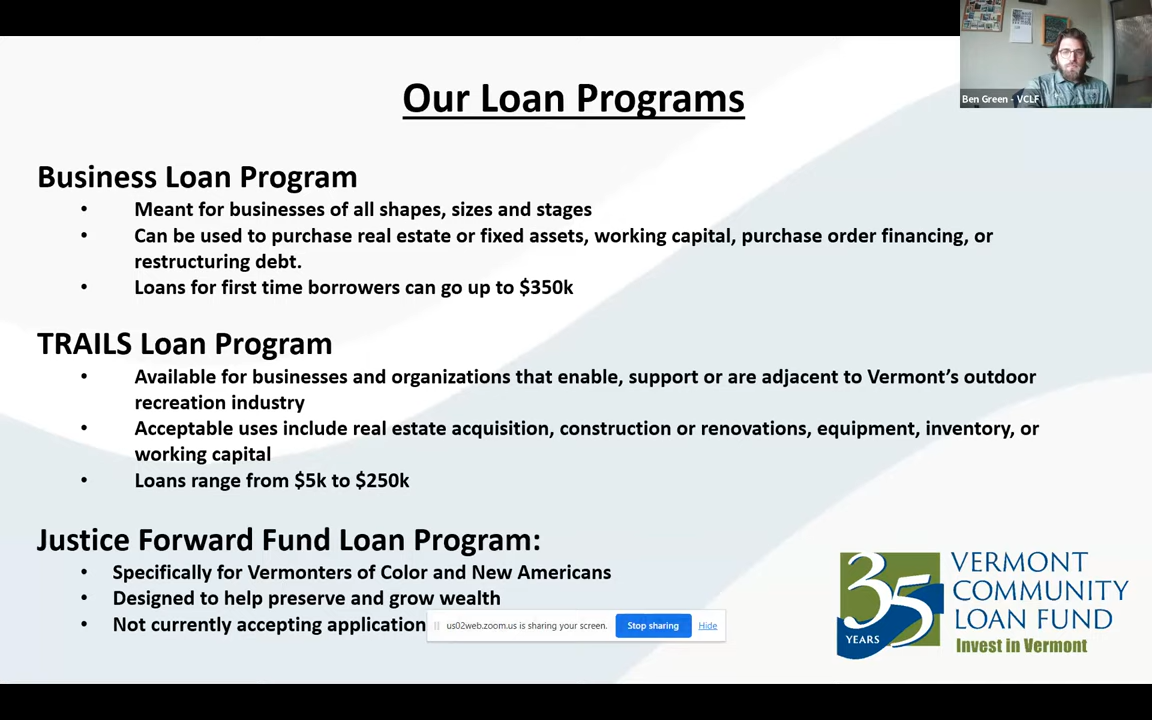 Our Loan Programs
Ben Green - VCLF
Business Loan Program
• Meant for businesses of all shapes, sizes and stages
• Can be used to purchase real estate or fixed assets, working capital, purchase order financing, or
restructuring debt.
• Loans for first time borrowers can go up to $350k
TRAILS Loan Program
• Available for businesses and organizations that enable, support or are adjacent to Vermont's outdoor
recreation industry
• Acceptable uses include real estate acquisition, construction or renovations, equipment, inventory, or
working capital
• Loans range from $5k to $250k
Justice Forward Fund Loan Program:
• Specifically for Vermonters of Color and New Americans
• Designed to help preserve and grow wealth
• Not currently accepting application
us02web.zoom.us is sharing your screen. Stop sharing Hide
35
YEARS
VERMONT
COMMUNITY
LOAN FUND
Invest in Vermont